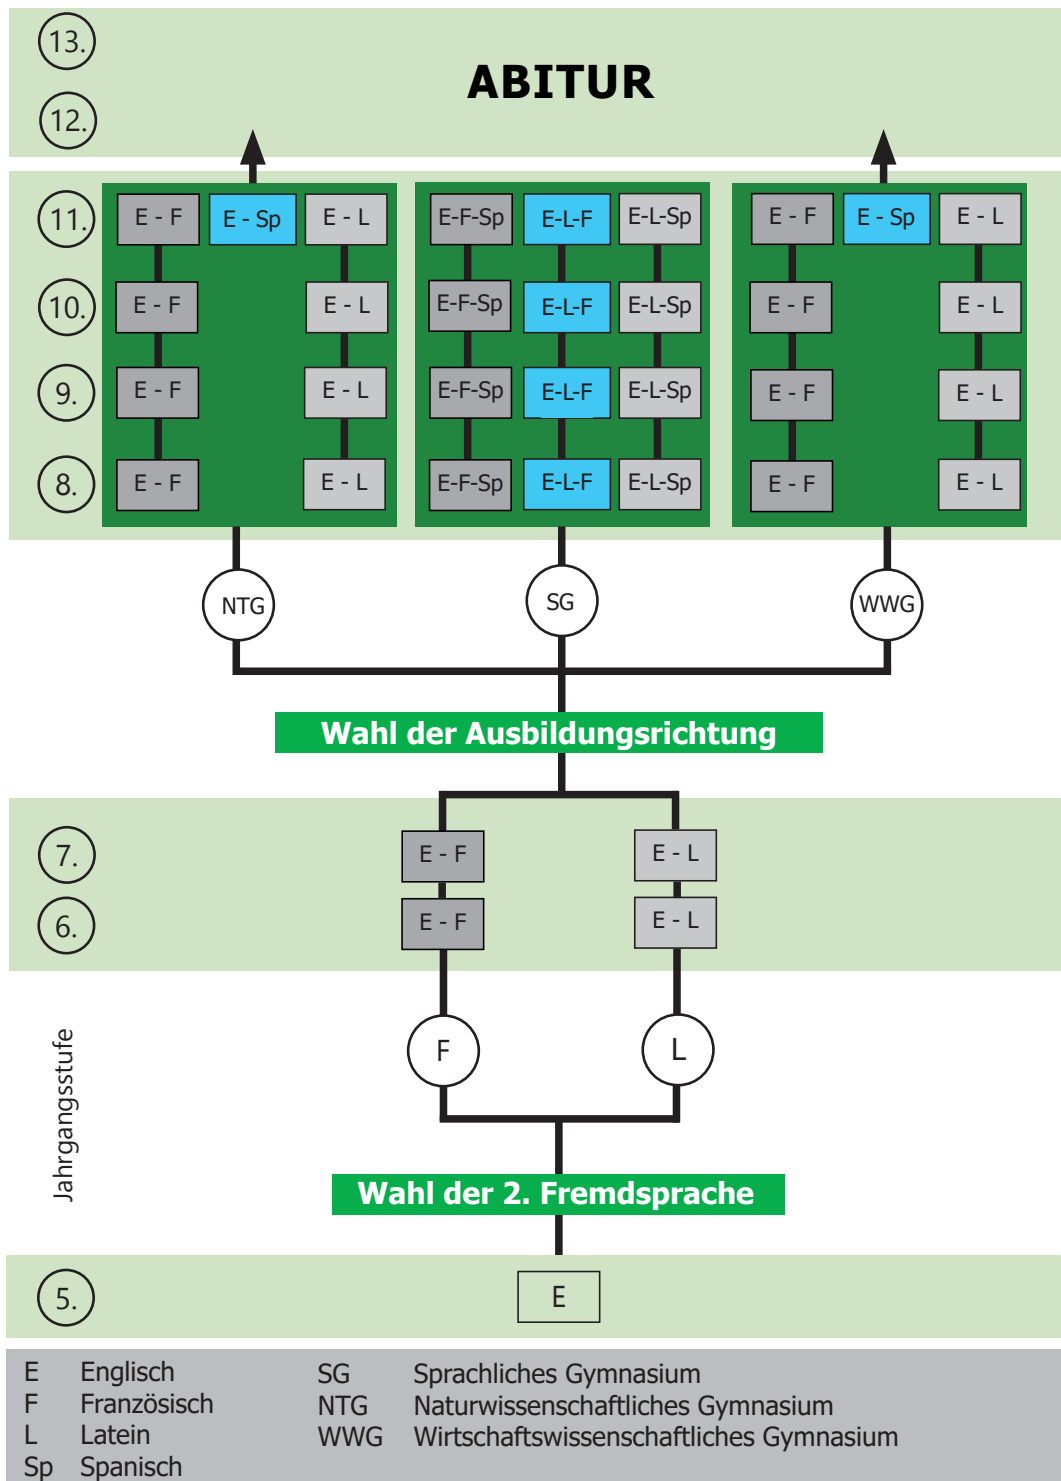 13.
ABITUR
12.
11. E - F E - Sp E - L E-F-Sp E-L-F E-L-Sp E - F E - Sp E - L
10. E - F E - L E-F-Sp E-L-F E-L-Sp E - F E - L
9. E - F E - L E-F-Sp E-L-F E-L-Sp E - F E - L
8. E - F E - L E-F-Sp E-L-F E-L-Sp E - F E - L
NTG SG WWG
Wahl der Ausbildungsrichtung
7. E - F E - L
6. E - F E - L
Jahrgangsstufe
F L
Wahl der 2. Fremdsprache
5. E
E Englisch SG Sprachliches Gymnasium
F Französisch NTG Naturwissenschaftliches Gymnasium
L Latein WWG Wirtschaftswissenschaftliches Gymnasium
Sp Spanisch